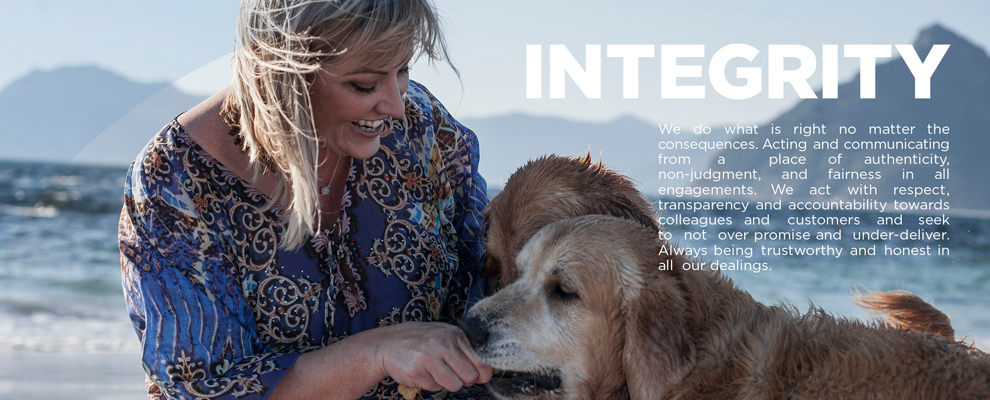 INTEGRITY
We do what is right no matter the
consequences. Acting and communicating
from a place of authenticity,
non-judgment, and fairness in all
engagements. We act with respect,
transparency and accountability towards
colleagues and customers and seek
to not over promise and under-deliver.
Always being trustworthy and honest in
all our dealings.